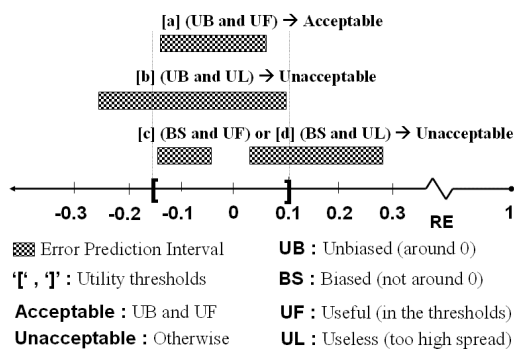 [a] (UB and UF) → Acceptable
[b] (UB and UL) → Unacceptable
[c] (BS and UF) or [d] (BS and UL) → Unacceptable
[ ]
-0.3 -0.2 -0.1 0 0.1 0.2 0.3 RE 1
Error Prediction Interval
'[' , ']' : Utility thresholds
Acceptable : UB and UF
Unacceptable : Otherwise
UB : Unbiased (around 0)
BS : Biased (not around 0)
UF : Useful (in the thresholds)
UL : Useless (too high spread)